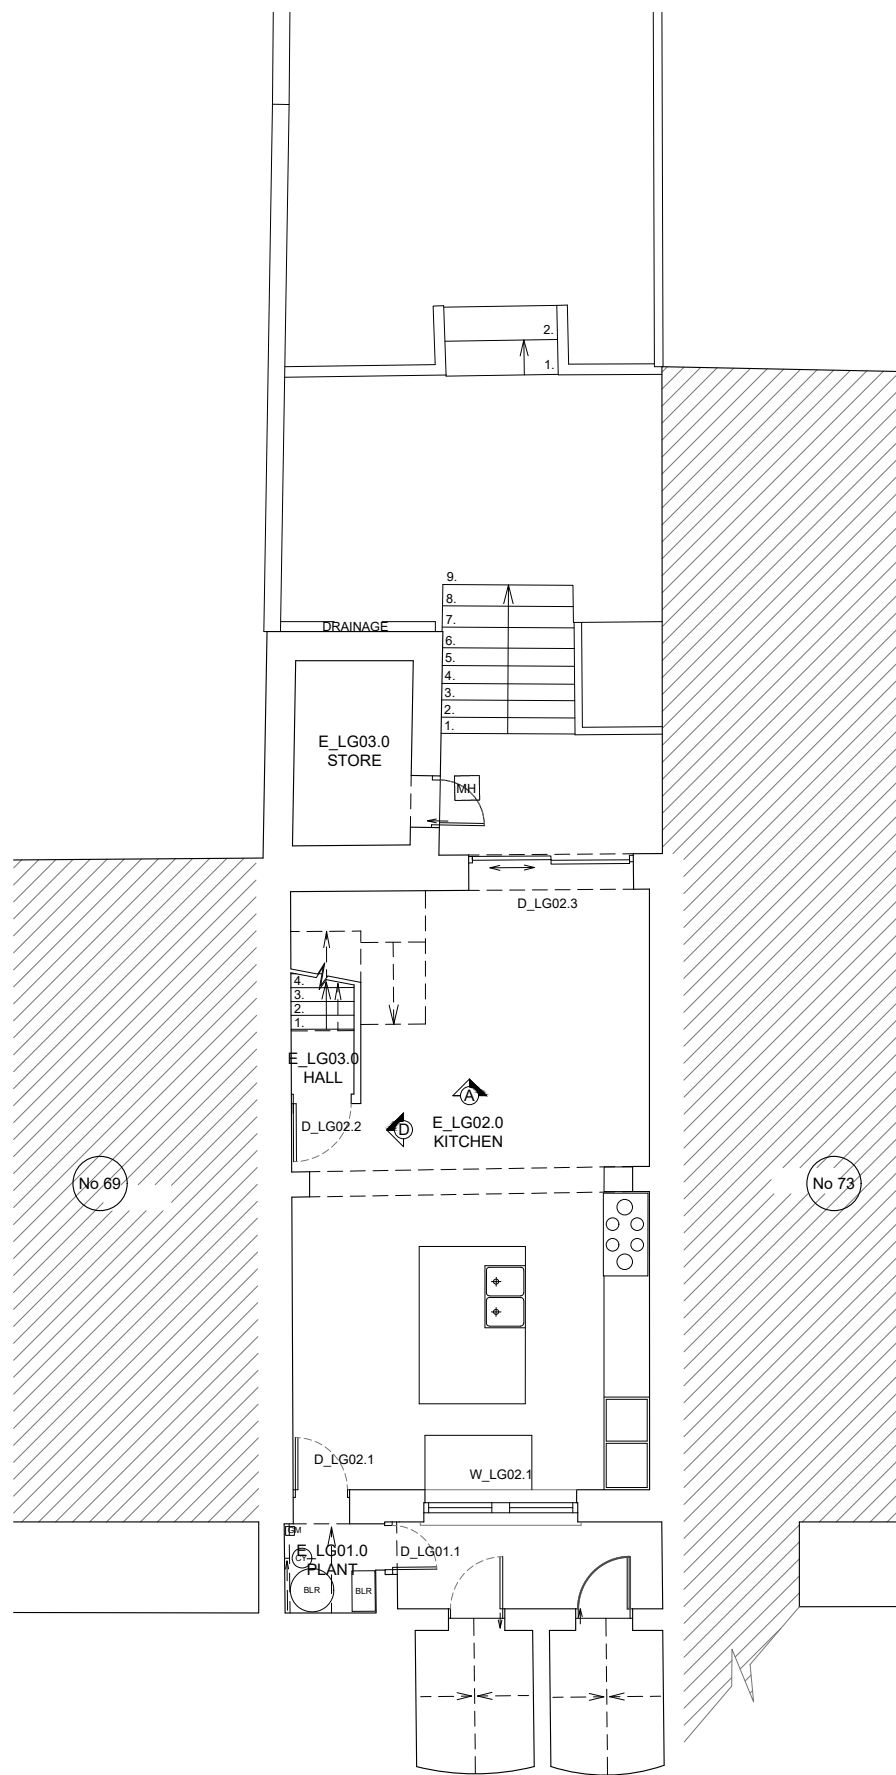 2.
1.
9.
8.
7.
6.
5.
4.
3.
2.
1.
DRAINAGE
E_LG03.0
STORE
MH
D_LG02.3
4.
3.
2.
1.
E_LG03.0
HALL
A
D_LG02.2
D
E_LG02.0
KITCHEN
No 69
No 73
D_LG02.1
W_LG02.1
GM
E_LG01.0
PLANT
CY
D_LG01.1
BLR
BLR